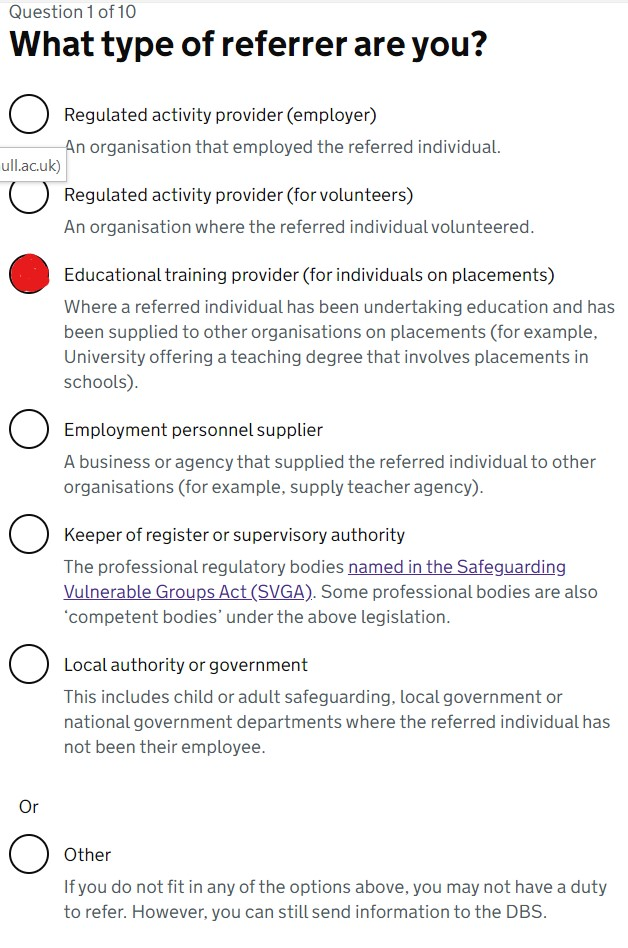 Question 1 of 10
What type of referrer are you?
Regulated activity provider (employer)
An organisation that employed the referred individual.
ull.ac.uk)
Regulated activity provider (for volunteers)
An organisation where the referred individual volunteered.
Educational training provider (for individuals on placements)
Where a referred individual has been undertaking education and has
been supplied to other organisations on placements (for example,
University offering a teaching degree that involves placements in
schools).
Employment personnel supplier
A business or agency that supplied the referred individual to other
organisations (for example, supply teacher agency).
Keeper of register or supervisory authority
The professional regulatory bodies named in the Safeguarding
Vulnerable Groups Act (SVGA). Some professional bodies are also
‘competent bodies’ under the above legislation.
Local authority or government
This includes child or adult safeguarding, local government or
national government departments where the referred individual has
not been their employee.
Or
Other
If you do not fit in any of the options above, you may not have a duty
to refer. However, you can still send information to the DBS.